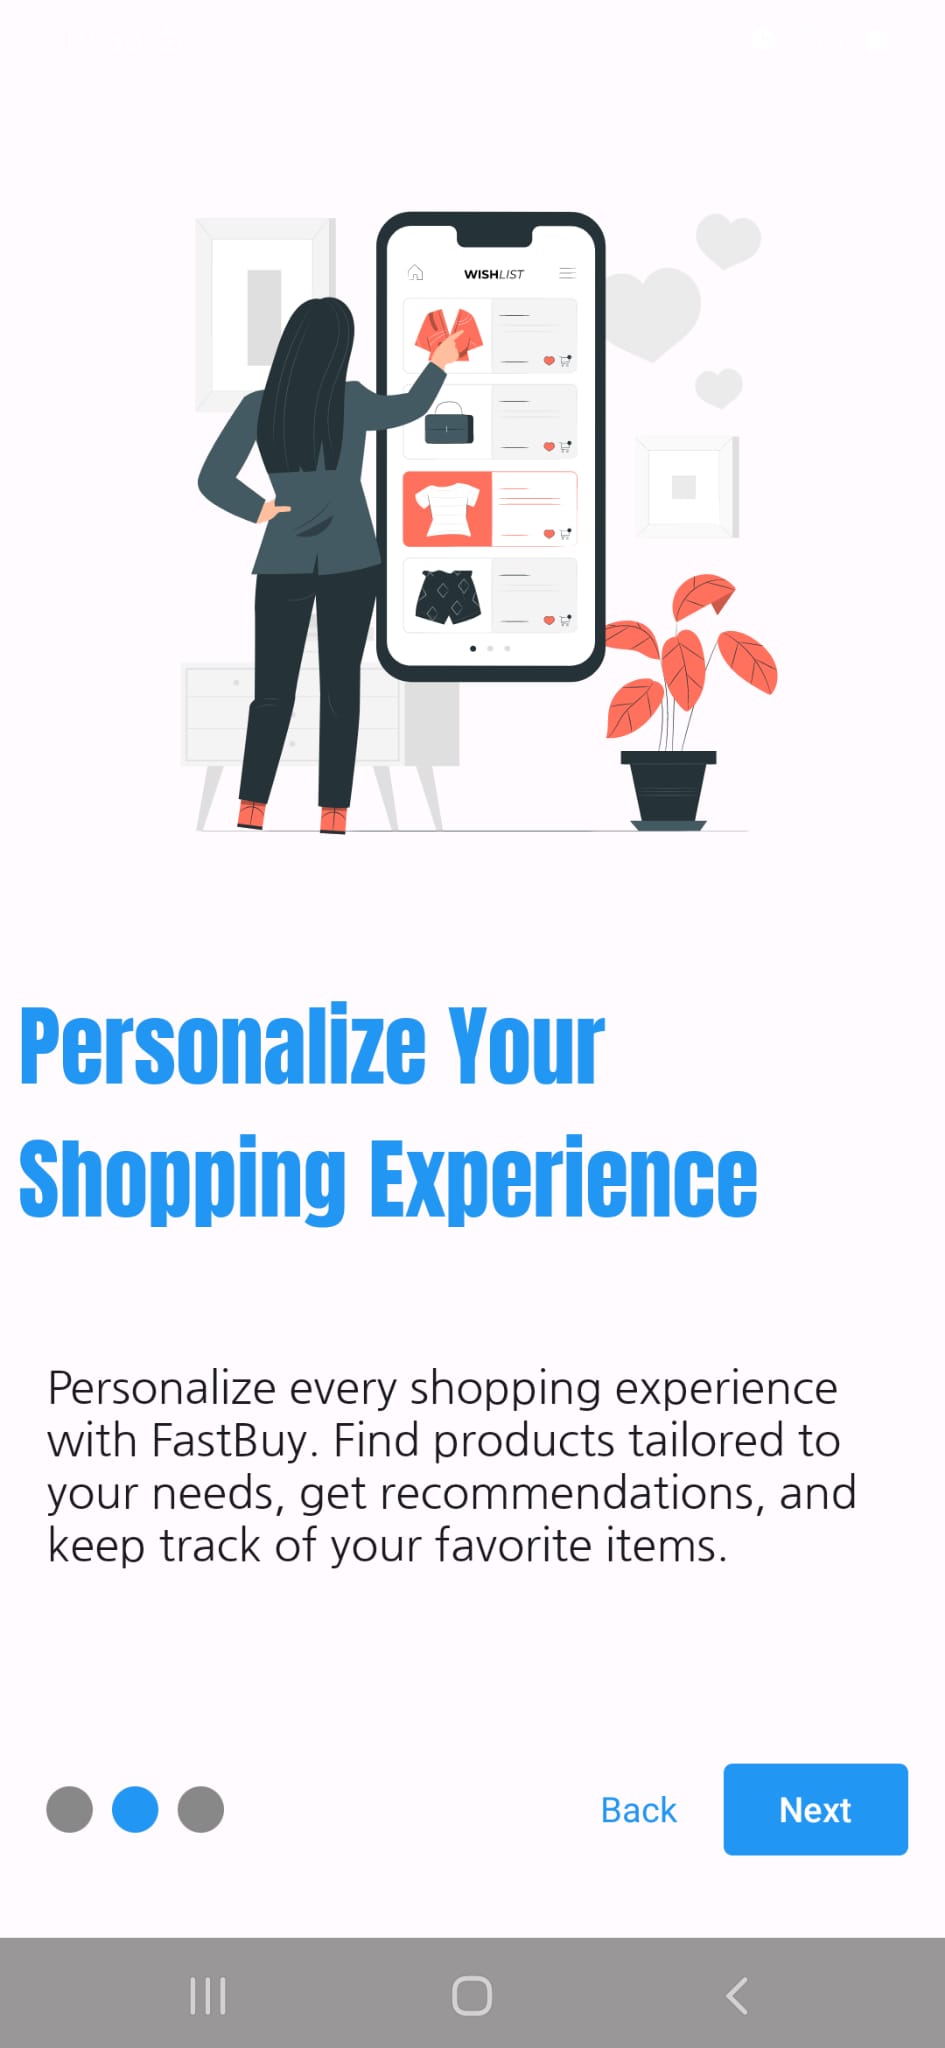 WISHLIST
Personalize Your
Shopping Experience
Personalize every shopping experience
with FastBuy. Find products tailored to
your needs, get recommendations, and
keep track of your favorite items.
Back
Next